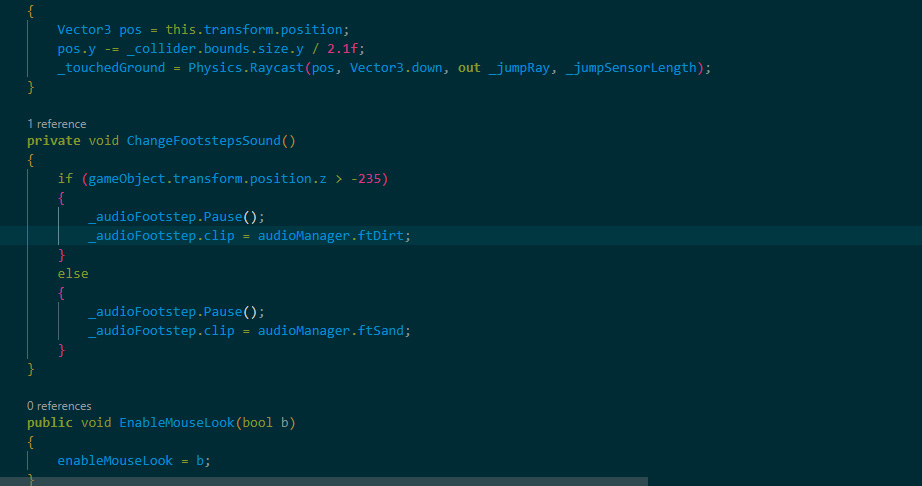 {
Vector3 pos = this.transform.position;
pos.y -= _collider.bounds.size.y / 2.1f;
_touchedGround = Physics.Raycast(pos, Vector3.down, out _jumpRay, _jumpSensorLength);
}
1 reference
private void ChangeFootstepsSound()
{
if (gameObject.transform.position.z > -235)
{
_audioFootstep.Pause();
_audioFootstep.clip = audioManager.ftDirt;
}
else
{
_audioFootstep.Pause();
_audioFootstep.clip = audioManager.ftSand;
}
}
0 references
public void EnableMouseLook(bool b)
{
enableMouseLook = b;
}